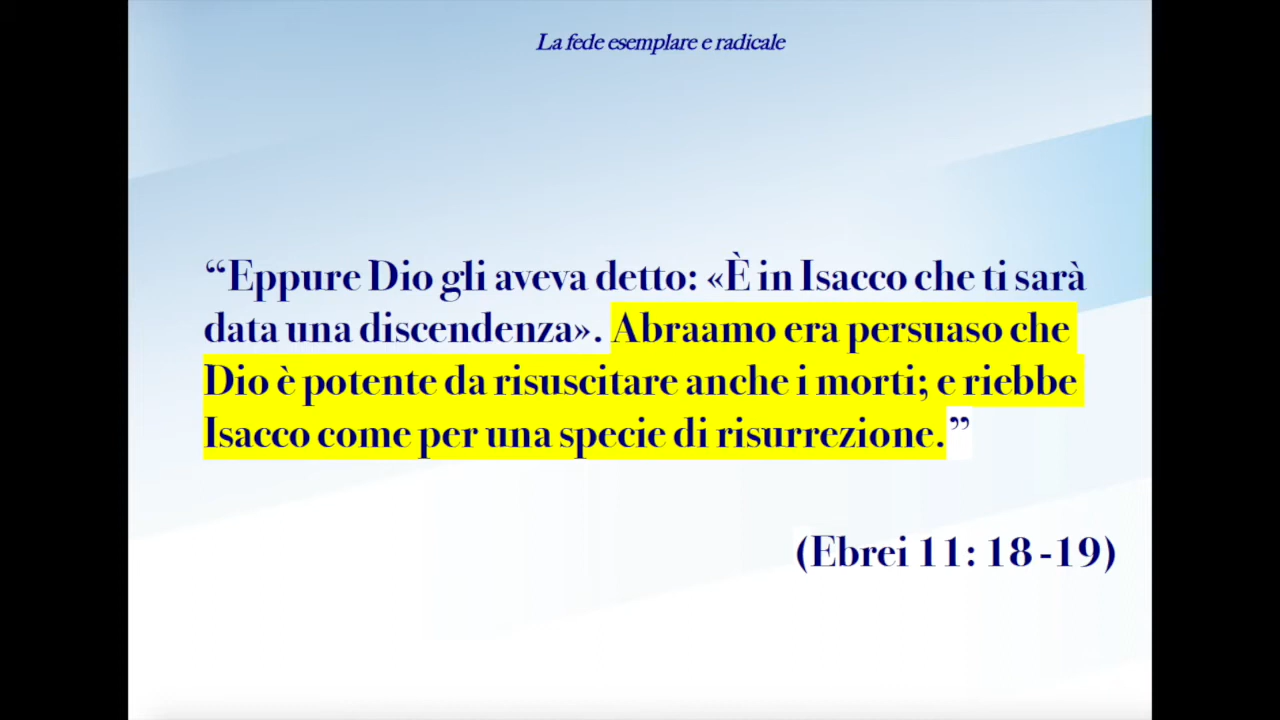 La fede esemplare e radicale
“Eppure Dio gli aveva detto: «È in Isacco che ti sarà
data una discendenza». Abraamo era persuaso che
Dio è potente da risuscitare anche i morti; e riebbe
Isacco come per una specie di risurrezione.”
(Ebrei 11: 18 -19)